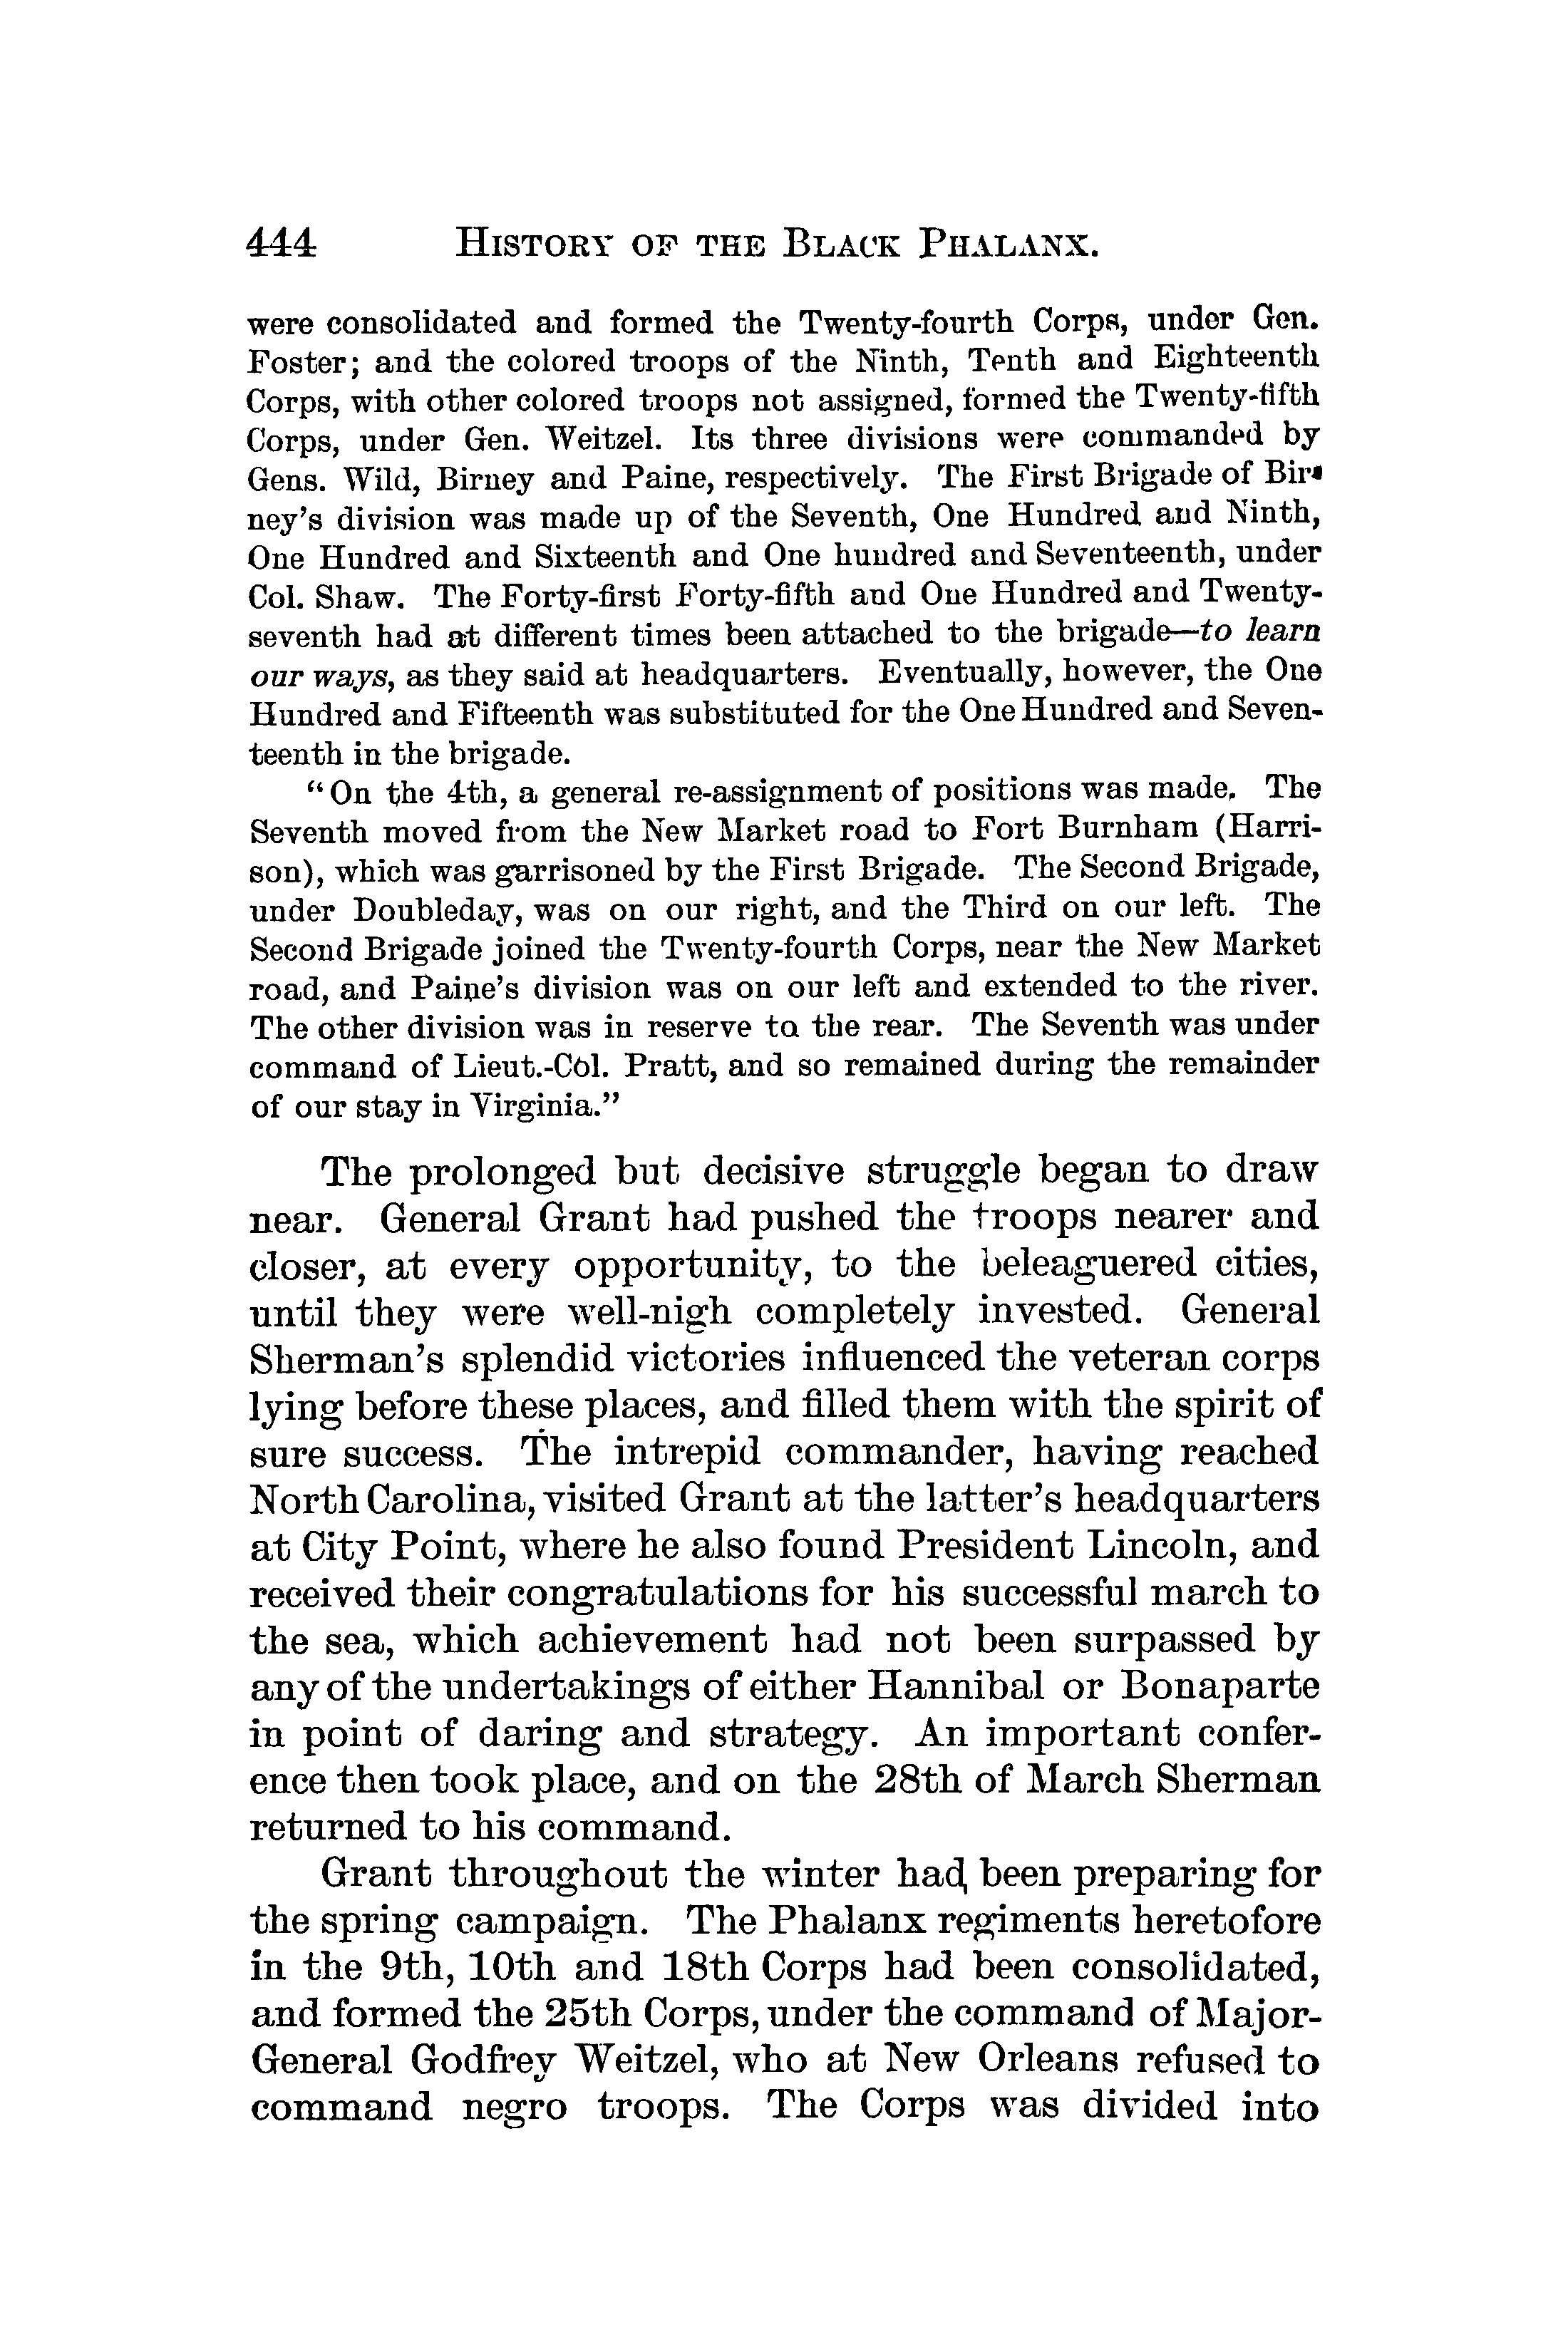 444 HISTORY OF THE BLACK PHALANX.
were consolidated and formed the Twenty-fourth Corps, under Gen.
Foster; and the colored troops of the Ninth, Tenth and Eighteenth
Corps, with other colored troops not assigned, formed the Twenty-fifth
Corps, under Gen. Weitzel. Its three divisions were commanded by
Gens. Wild, Birney and Paine, respectively. The First Brigade of Bir-
ney's division was made up of the Seventh, One Hundred and Ninth,
One Hundred and Sixteenth and One hundred and Seventeenth, under
Col. Shaw. The Forty-first Forty-fifth and One Hundred and Twenty-
seventh had at different times been attached to the brigade—to learn
our ways, as they said at headquarters. Eventually, however, the One
Hundred and Fifteenth was substituted for the One Hundred and Seven-
teenth in the brigade.
"On the 4th, a general re-assignment of positions was made. The
Seventh moved from the New Market road to Fort Burnham (Harri-
son), which was garrisoned by the First Brigade. The Second Brigade,
under Doubleday, was on our right, and the Third on our left. The
Second Brigade joined the Twenty-fourth Corps, near the New Market
road, and Paine's division was on our left and extended to the river.
The other division was in reserve to the rear. The Seventh was under
command of Lieut.-Col. Pratt, and so remained during the remainder
of our stay in Virginia."
The prolonged but decisive struggle began to draw
near. General Grant had pushed the troops nearer and
closer, at every opportunity, to the beleaguered cities,
until they were well-nigh completely invested. General
Sherman's splendid victories influenced the veteran corps
lying before these places, and filled them with the spirit of
sure success. The intrepid commander, having reached
North Carolina, visited Grant at the latter's headquarters
at City Point, where he also found President Lincoln, and
received their congratulations for his successful march to
the sea, which achievement had not been surpassed by
any of the undertakings of either Hannibal or Bonaparte
in point of daring and strategy. An important confer-
ence then took place, and on the 28th of March Sherman
returned to his command.
Grant throughout the winter had been preparing for
the spring campaign. The Phalanx regiments heretofore
in the 9th, 10th and 18th Corps had been consolidated,
and formed the 25th Corps, under the command of Major-
General Godfrey Weitzel, who at New Orleans refused to
command negro troops. The Corps was divided into